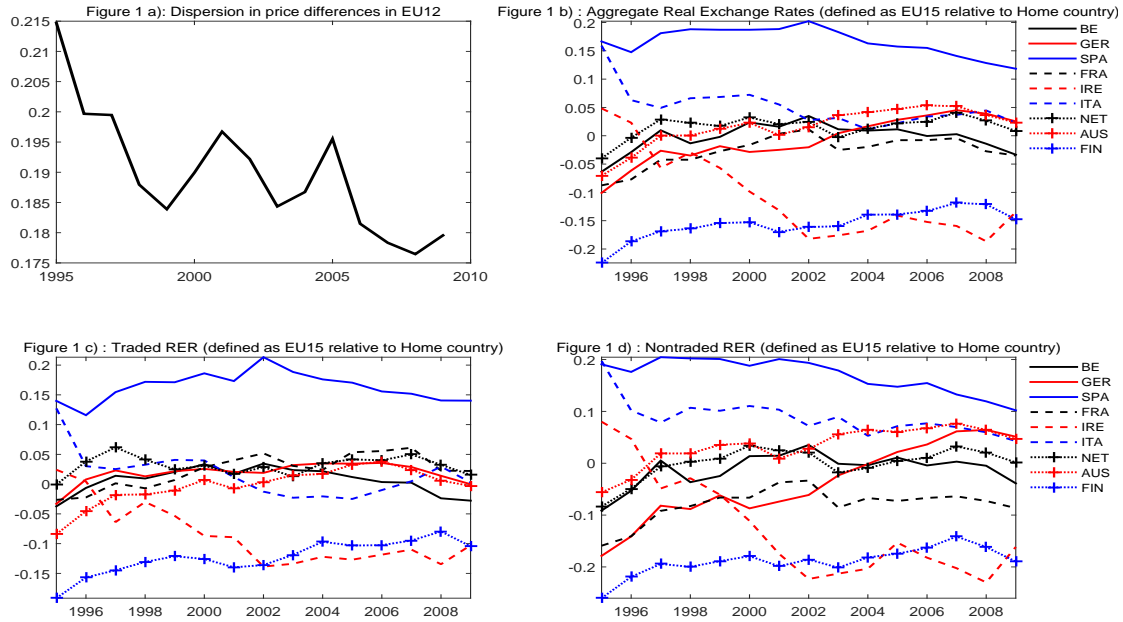 Figure 1 a): Dispersion in price differences in EU12
0.215
0.21
0.205
0.2
0.195
0.19
0.185
0.18
0.175
1995
2000
2005
2010
Figure 1 b) : Aggregate Real Exchange Rates (defined as EU15 relative to Home country)
0.2
0.15
0.1
0.05
0
-0.05
-0.1
-0.15
-0.2
1996
1998
2000
2002
2004
2006
2008
BE
GER
SPA
FRA
IRE
ITA
NET
AUS
FIN
Figure 1 c) : Traded RER (defined as EU15 relative to Home country)
0.2
0.15
0.1
0.05
0
-0.05
-0.1
-0.15
1996
1998
2000
2002
2004
2006
2008
Figure 1 d) : Nontraded RER (defined as EU15 relative to Home country)
0.2
0.1
0
-0.1
-0.2
1996
1998
2000
2002
2004
2006
2008
BE
GER
SPA
FRA
IRE
ITA
NET
AUS
FIN